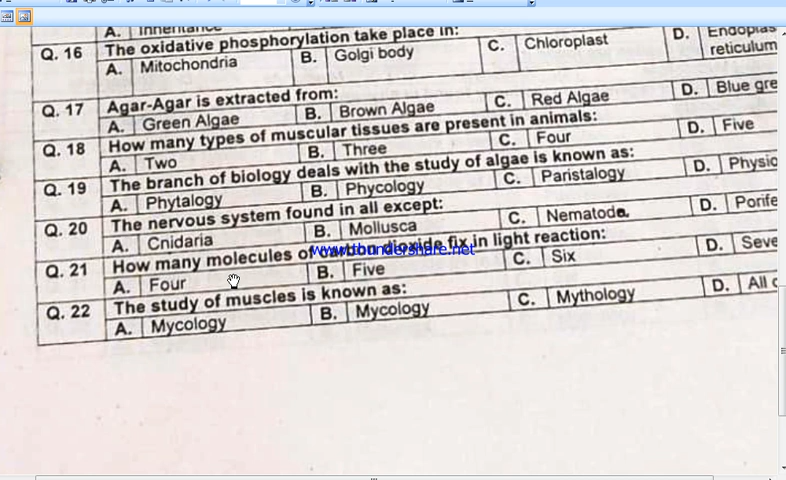 A. Inheritance
Q. 16 The oxidative phosphorylation take place in:
A. Mitochondria B. Golgi body C. Chloroplast D. Endoplas
reticulum
Q. 17 Agar-Agar is extracted from:
A. Green Algae B. Brown Algae C. Red Algae D. Blue gre
Q. 18 How many types of muscular tissues are present in animals:
A. Two B. Three C. Four D. Five
Q. 19 The branch of biology deals with the study of algae is known as:
A. Phytalogy B. Phycology C. Paristalogy D. Physic
Q. 20 The nervous system found in all except:
A. Cnidaria B. Mollusca C. Nematode. D. Porife
www.thundershare.net
Q. 21 How many molecules of carbon dioxide fix in light reaction:
A. Four B. Five C. Six D. Seve
Q. 22 The study of muscles is known as:
A. Mycology B. Mycology C. Mythology D. All